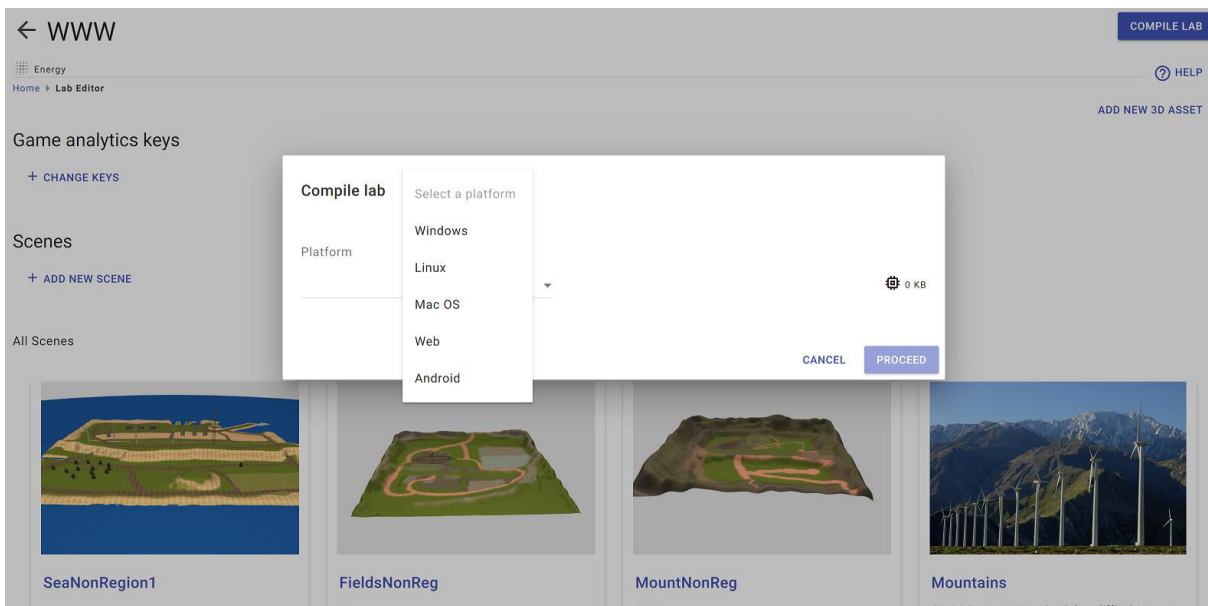 WWW
COMPILE LAB
Energy
HELP
Home Lab Editor
ADD NEW 3D ASSET
Game analytics keys
+ CHANGE KEYS
Compile lab
Select a platform
Windows
Linux
Mac OS
Web
Android
Platform
0 KB
CANCEL
PROCEED
Scenes
+ ADD NEW SCENE
All Scenes
SeaNonRegion1
FieldsNonReg
MountNonReg
Mountains